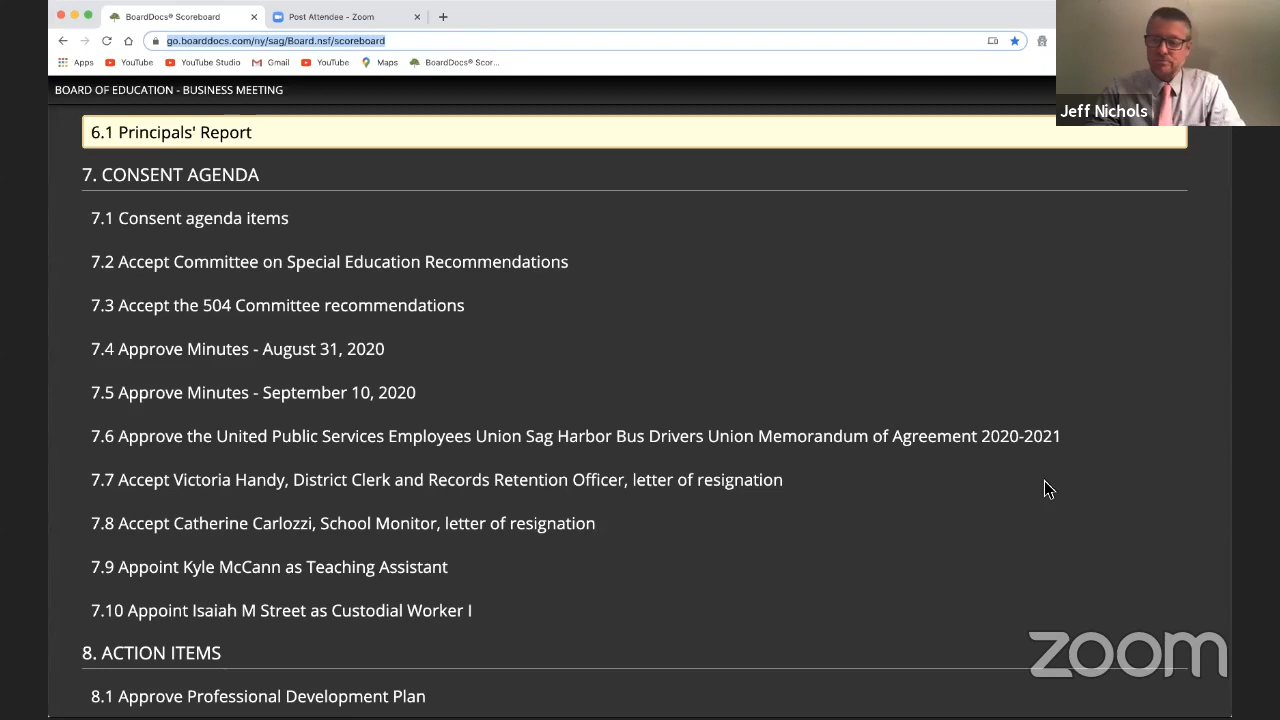 BoardDocs® Scoreboard
Post Attendee - Zoom
go.boarddocs.com/ny/sag/Board.nsf/scoreboard
Apps YouTube YouTube Studio Gmail YouTube Maps BoardDocs® Scor...
BOARD OF EDUCATION - BUSINESS MEETING
Jeff Nichols
6.1 Principals' Report
7. CONSENT AGENDA
7.1 Consent agenda items
7.2 Accept Committee on Special Education Recommendations
7.3 Accept the 504 Committee recommendations
7.4 Approve Minutes - August 31, 2020
7.5 Approve Minutes - September 10, 2020
7.6 Approve the United Public Services Employees Union Sag Harbor Bus Drivers Union Memorandum of Agreement 2020-2021
7.7 Accept Victoria Handy, District Clerk and Records Retention Officer, letter of resignation
7.8 Accept Catherine Carlozzi, School Monitor, letter of resignation
7.9 Appoint Kyle McCann as Teaching Assistant
7.10 Appoint Isaiah M Street as Custodial Worker I
8. ACTION ITEMS
8.1 Approve Professional Development Plan
zoom